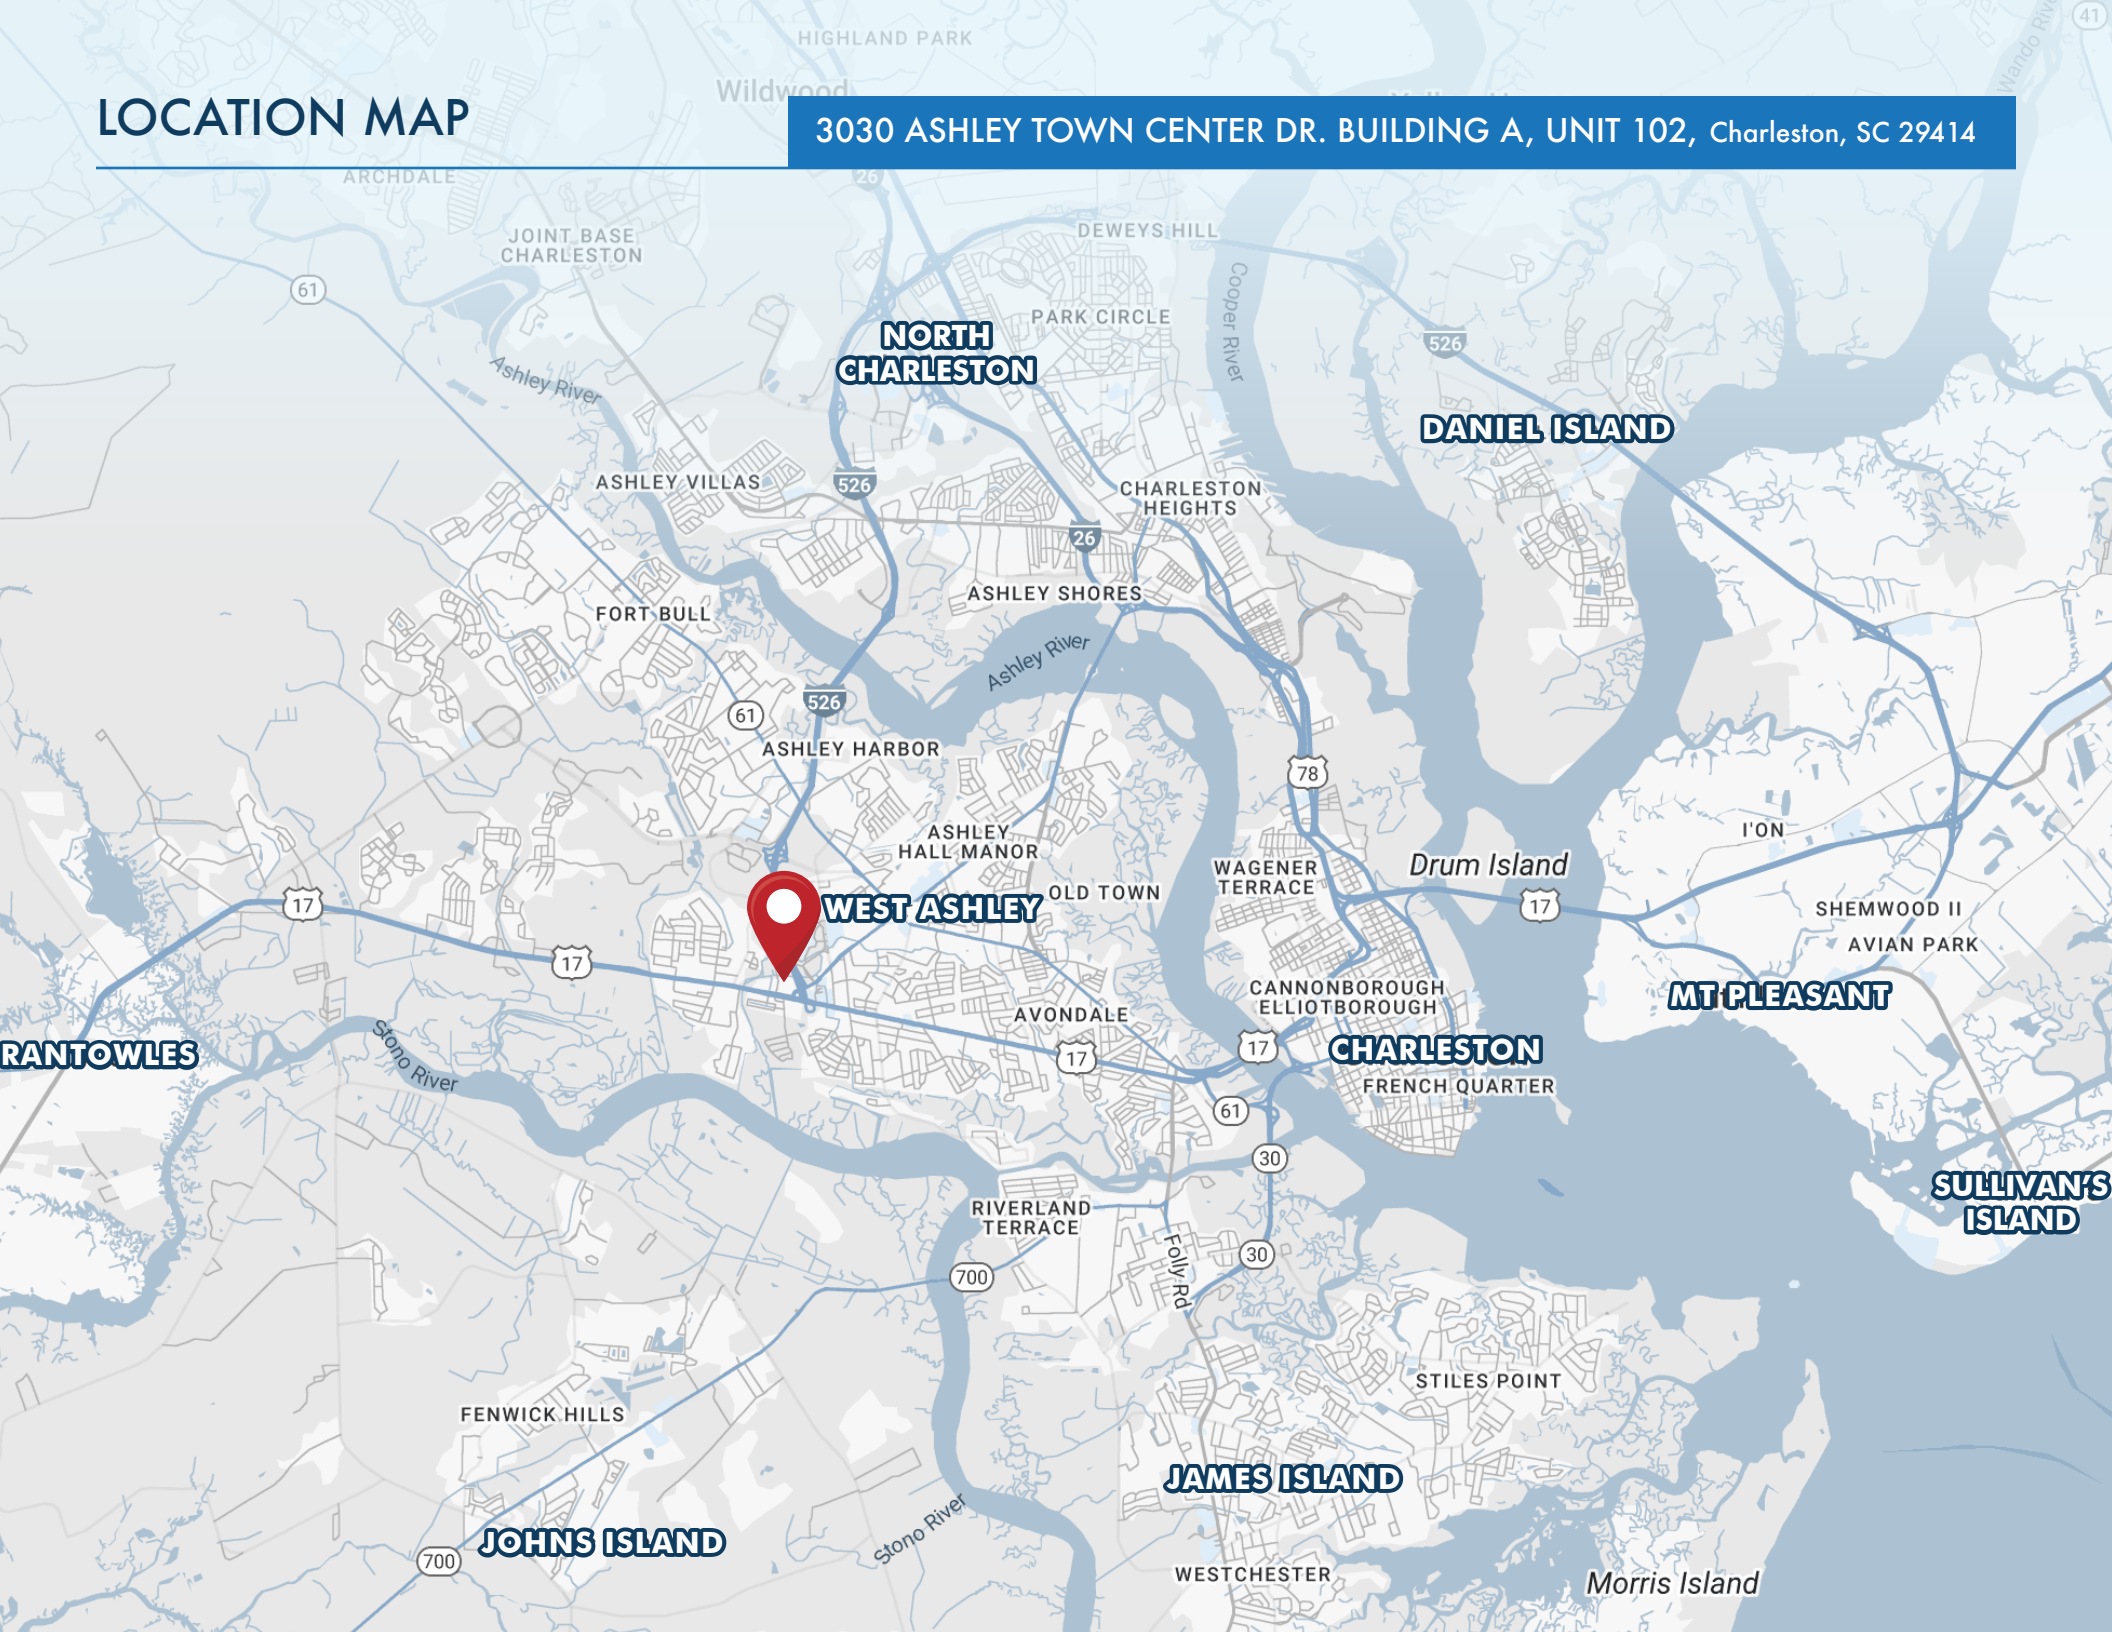 41
HIGHLAND PARK
Wando River
Wildwood
LOCATION MAP
3030 ASHLEY TOWN CENTER DR. BUILDING A, UNIT 102, Charleston, SC 29414
ARCHDALE
26
DEWEYS HILL
JOINT BASE
CHARLESTON
61
Cooper River
PARK CIRCLE
NORTH
CHARLESTON
526
Ashley River
DANIEL ISLAND
ASHLEY VILLAS
526
CHARLESTON
HEIGHTS
26
ASHLEY SHORES
FORT BULL
Ashley River
526
61
ASHLEY HARBOR
78
ASHLEY
HALL MANOR
I'ON
WAGENER
TERRACE
Drum Island
OLD TOWN
WEST ASHLEY
17
17
SHEMWOOD II
AVIAN PARK
17
CANNONBOROUGH
ELLIOTBOROUGH
MT PLEASANT
AVONDALE
Stono River
RANTOWLES
17
17
CHARLESTON
FRENCH QUARTER
61
30
SULLIVAN'S
ISLAND
RIVERLAND
TERRACE
Folly Rd
30
700
STILES POINT
FENWICK HILLS
JAMES ISLAND
Stono River
JOHNS ISLAND
700
WESTCHESTER
Morris Island